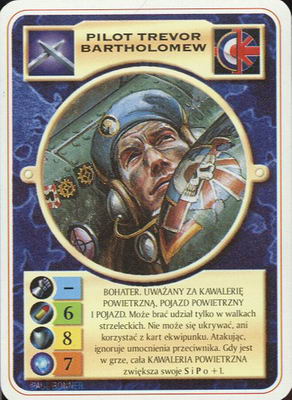 PILOT TREVOR
BARTHOLOMEW
–
6
8
7
BOHATER. UWAŻANY ZA KAWALERIĘ
POWIETRZNĄ, POJAZD POWIETRZNY
I POJAZD. Może brać udział tylko w walkach
strzeleckich. Nie może się ukrywać, ani
korzystać z kart ekwipunku. Atakując,
ignoruje umocnienia przeciwnika. Gdy jest
w grze, cała KAWALERIA POWIETRZNA
zwiększa swoje S i P o +1.
PAUL BONNER